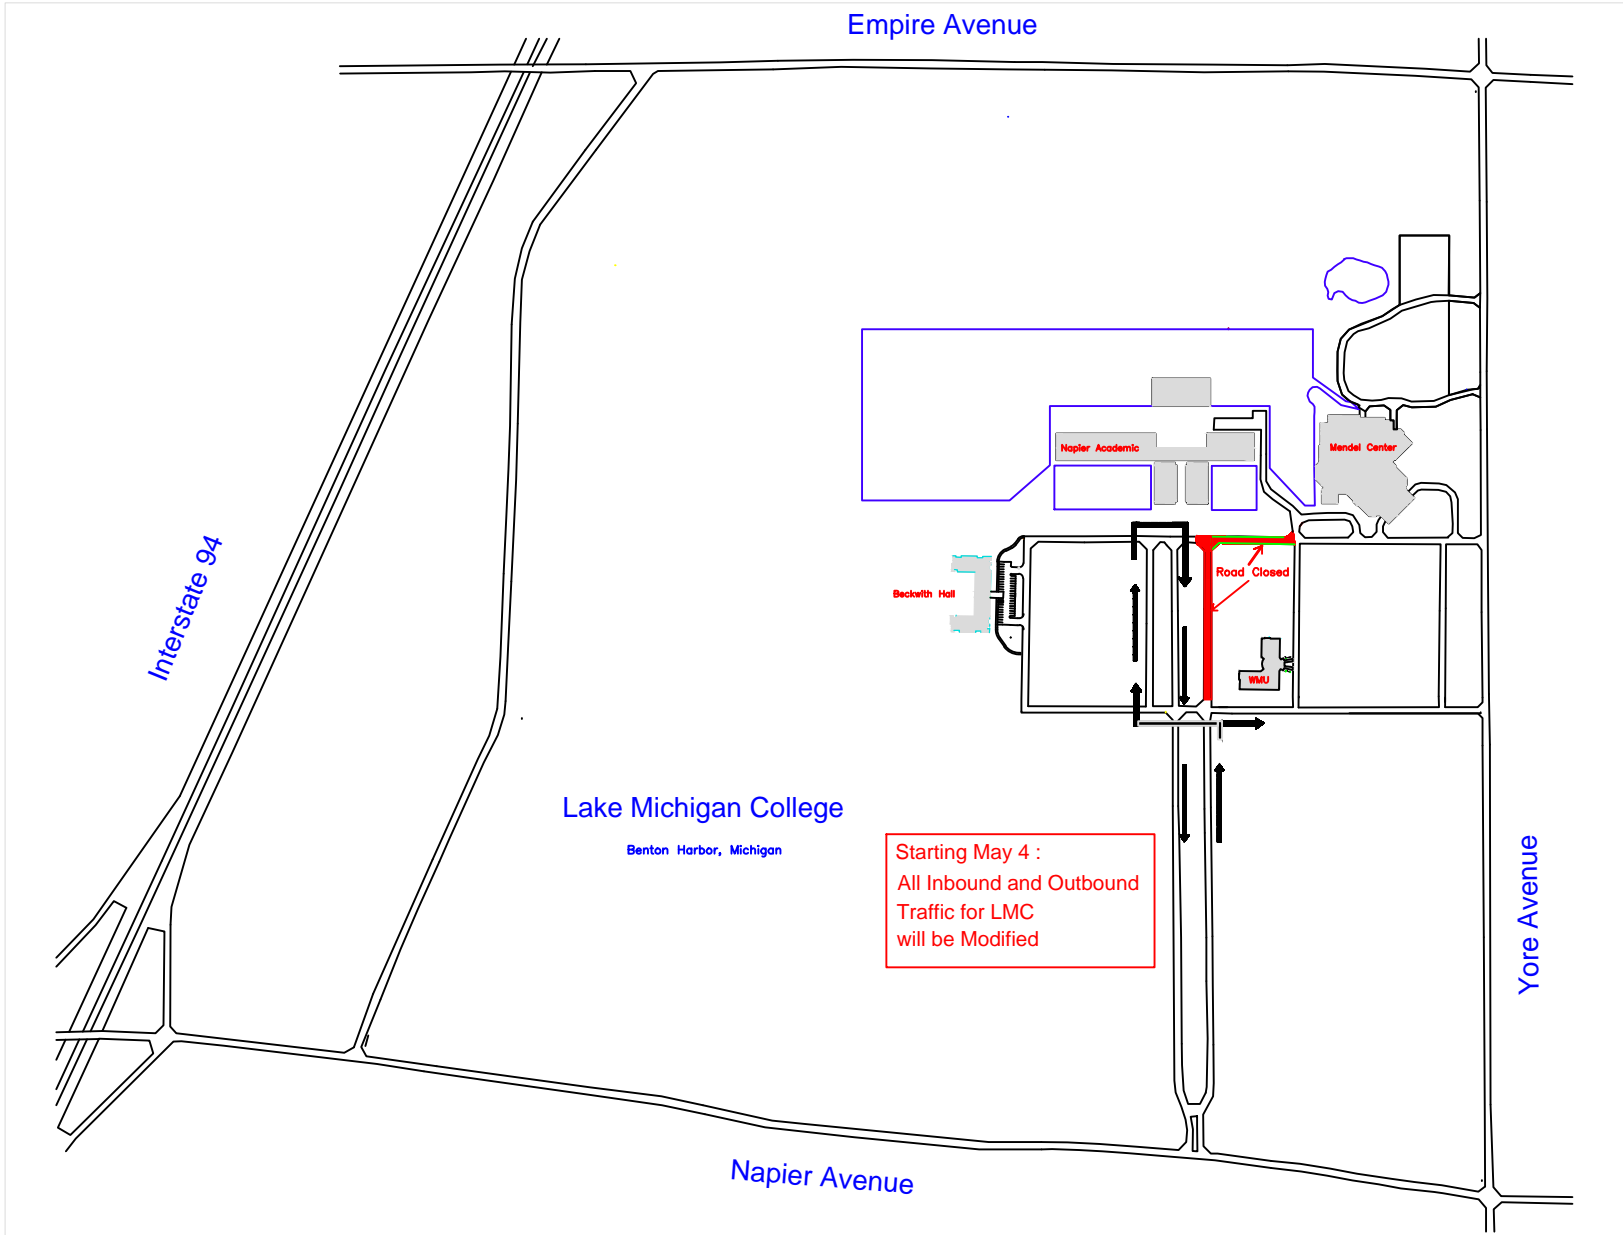 Empire Avenue
Napier Academic
Mendel Center
Interstate 94
Road Closed
Beckwith Hall
WMU
Lake Michigan College
Benton Harbor, Michigan
Starting May 4 :
All Inbound and Outbound
Traffic for LMC
will be Modified
Yore Avenue
Napier Avenue